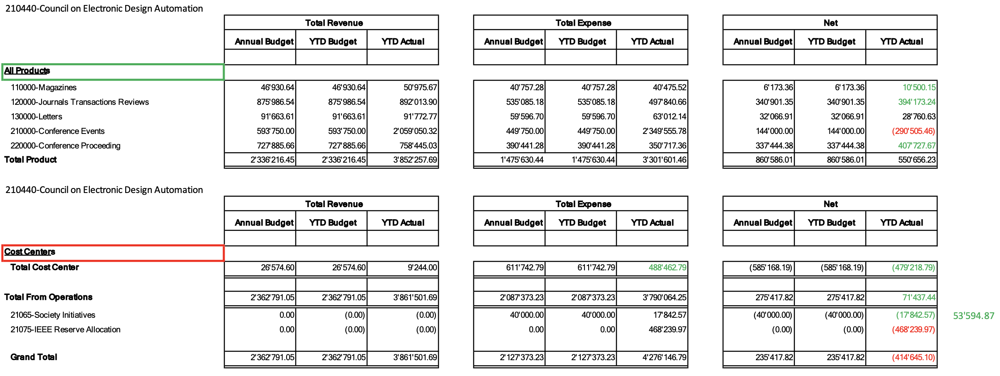 210440-Council on Electronic Design Automation
Total Revenue Total Expense Net
Annual Budget YTD Budget YTD Actual Annual Budget YTD Budget YTD Actual Annual Budget YTD Budget YTD Actual
All Products
110000-Magazines 46'930.64 46'930.64 50'975.67 40'757.28 40'757.28 40'475.52 6'173.36 6'173.36 10'500.15
120000-Journals Transactions Reviews 875'986.54 875'986.54 892'013.90 535'085.18 535'085.18 497'840.66 340'901.35 340'901.35 394'173.24
130000-Letters 91'663.61 91'663.61 91'772.77 59'596.70 59'596.70 63'012.14 32'066.91 32'066.91 28'760.63
210000-Conference Events 593'750.00 593'750.00 2'059'050.32 449'750.00 449'750.00 2'349'555.78 144'000.00 144'000.00 (290'505.46)
220000-Conference Proceeding 727'885.66 727'885.66 758'445.03 390'441.28 390'441.28 350'717.36 337'444.38 337'444.38 407'727.67
Total Product 2'336'216.45 2'336'216.45 3'852'257.69 1'475'630.44 1'475'630.44 3'301'601.46 860'586.01 860'586.01 550'656.23
210440-Council on Electronic Design Automation
Total Revenue Total Expense Net
Annual Budget YTD Budget YTD Actual Annual Budget YTD Budget YTD Actual Annual Budget YTD Budget YTD Actual
Cost Centers
Total Cost Center 26'574.60 26'574.60 9'244.00 611'742.79 611'742.79 488'462.79 (585'168.19) (585'168.19) (479'218.79)
Total From Operations 2'362'791.05 2'362'791.05 3'861'501.69 2'087'373.23 2'087'373.23 3'790'064.25 275'417.82 275'417.82 71'437.44
21065-Society Initiatives 0.00 (0.00) (0.00) 40'000.00 40'000.00 17'842.57 (40'000.00) (40'000.00) (17'842.57) 53'594.87
21075-IEEE Reserve Allocation 0.00 (0.00) (0.00) 0.00 0.00 468'239.97 (0.00) (0.00) (468'239.97)
Grand Total 2'362'791.05 2'362'791.05 3'861'501.69 2'127'373.23 2'127'373.23 4'276'146.79 235'417.82 235'417.82 (414'645.10)